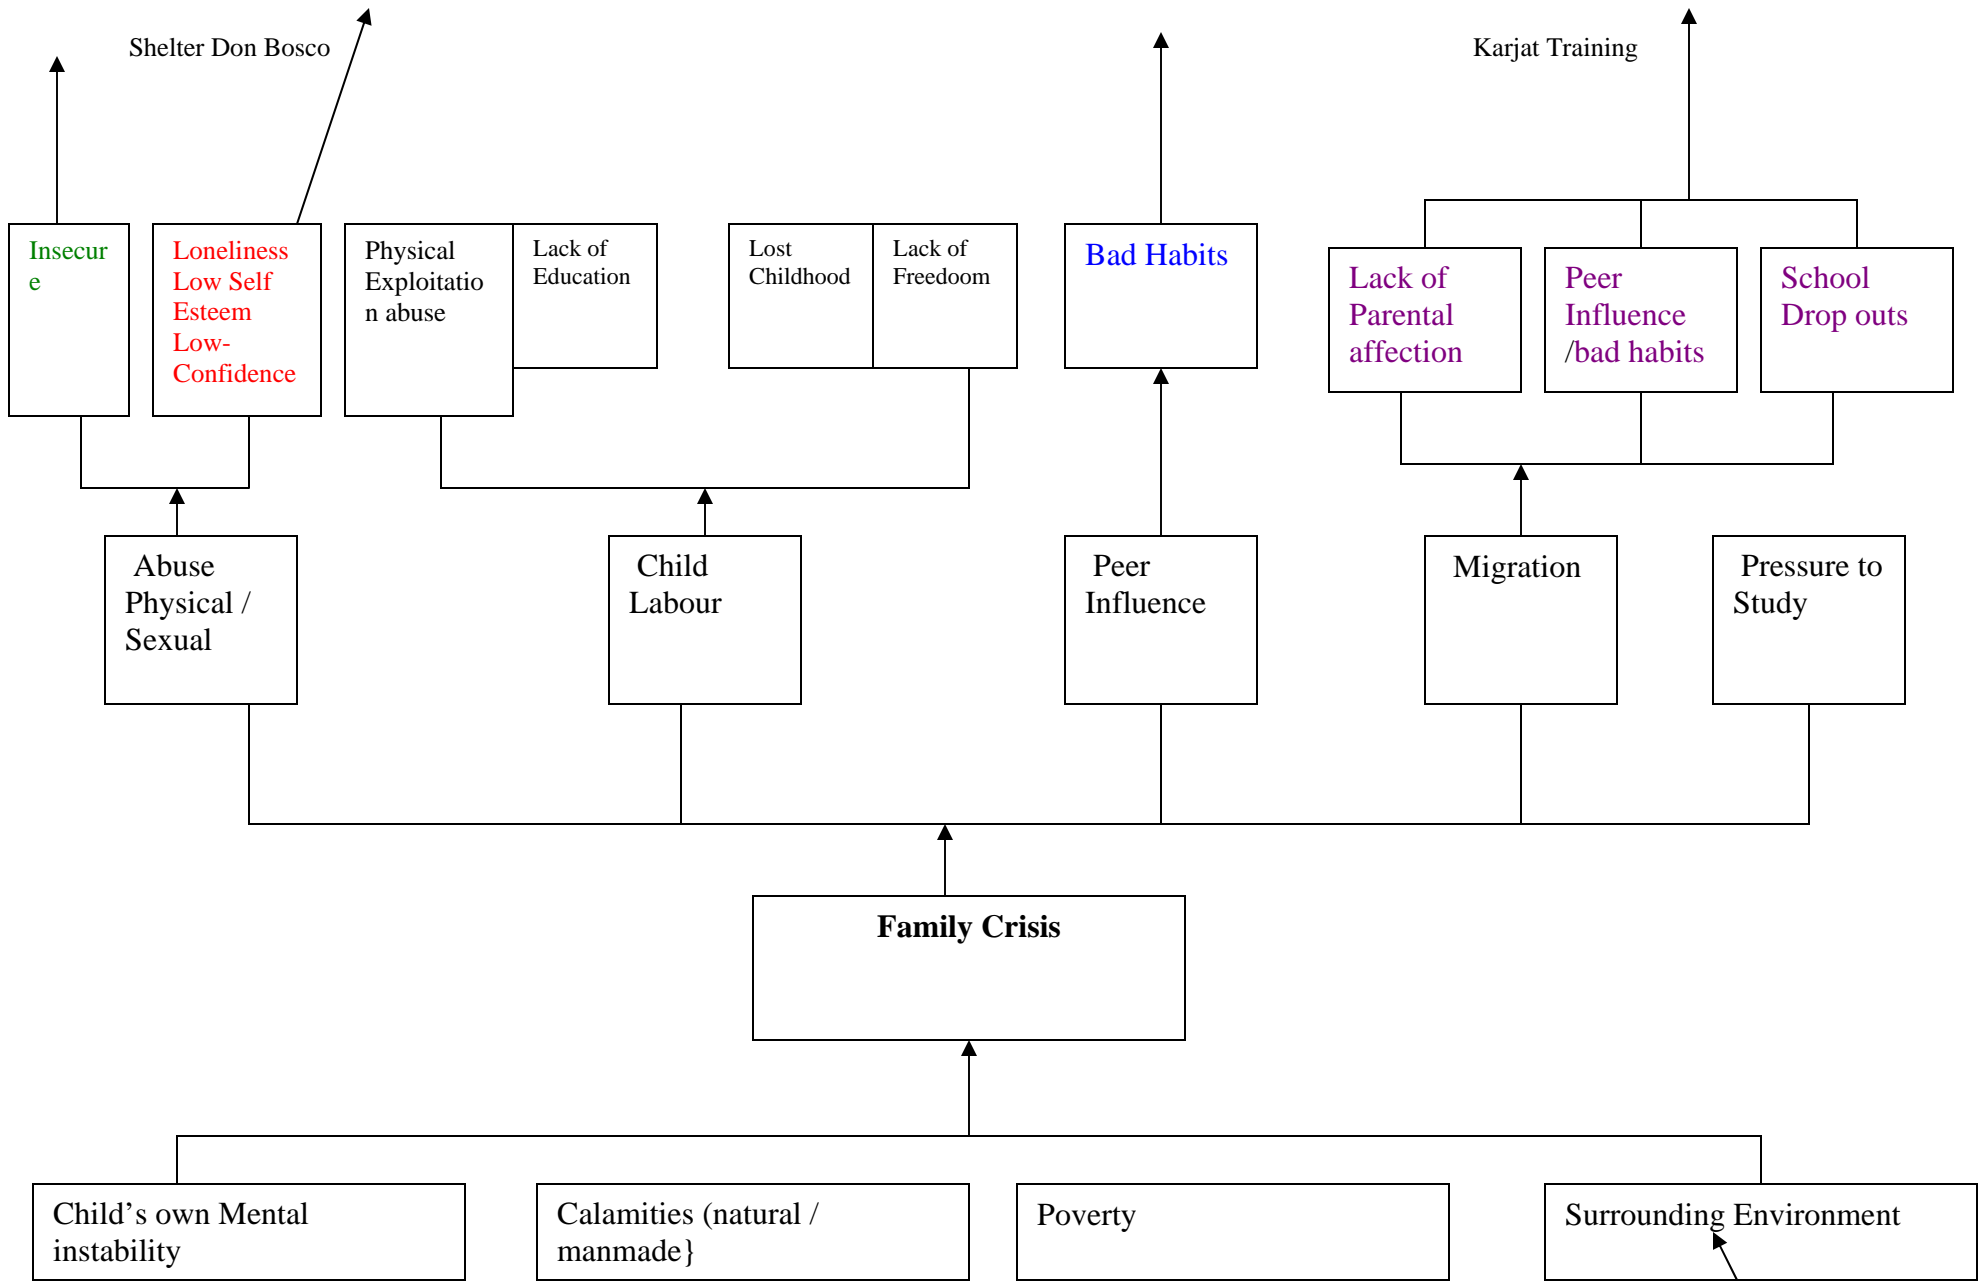 Shelter Don Bosco
Karjat Training
Insecur
e
Loneliness
Low Self
Esteem
Low-
Confidence
Physical
Exploitatio
n abuse
Lack of
Education
Lost
Childhood
Lack of
Freedoom
Bad Habits
Lack of
Parental
affection
Peer
Influence
/bad habits
School
Drop outs
Abuse
Physical /
Sexual
Child
Labour
Peer
Influence
Migration
Pressure to
Study
Family Crisis
Child’s own Mental
instability
Calamities (natural /
manmade}
Poverty
Surrounding Environment